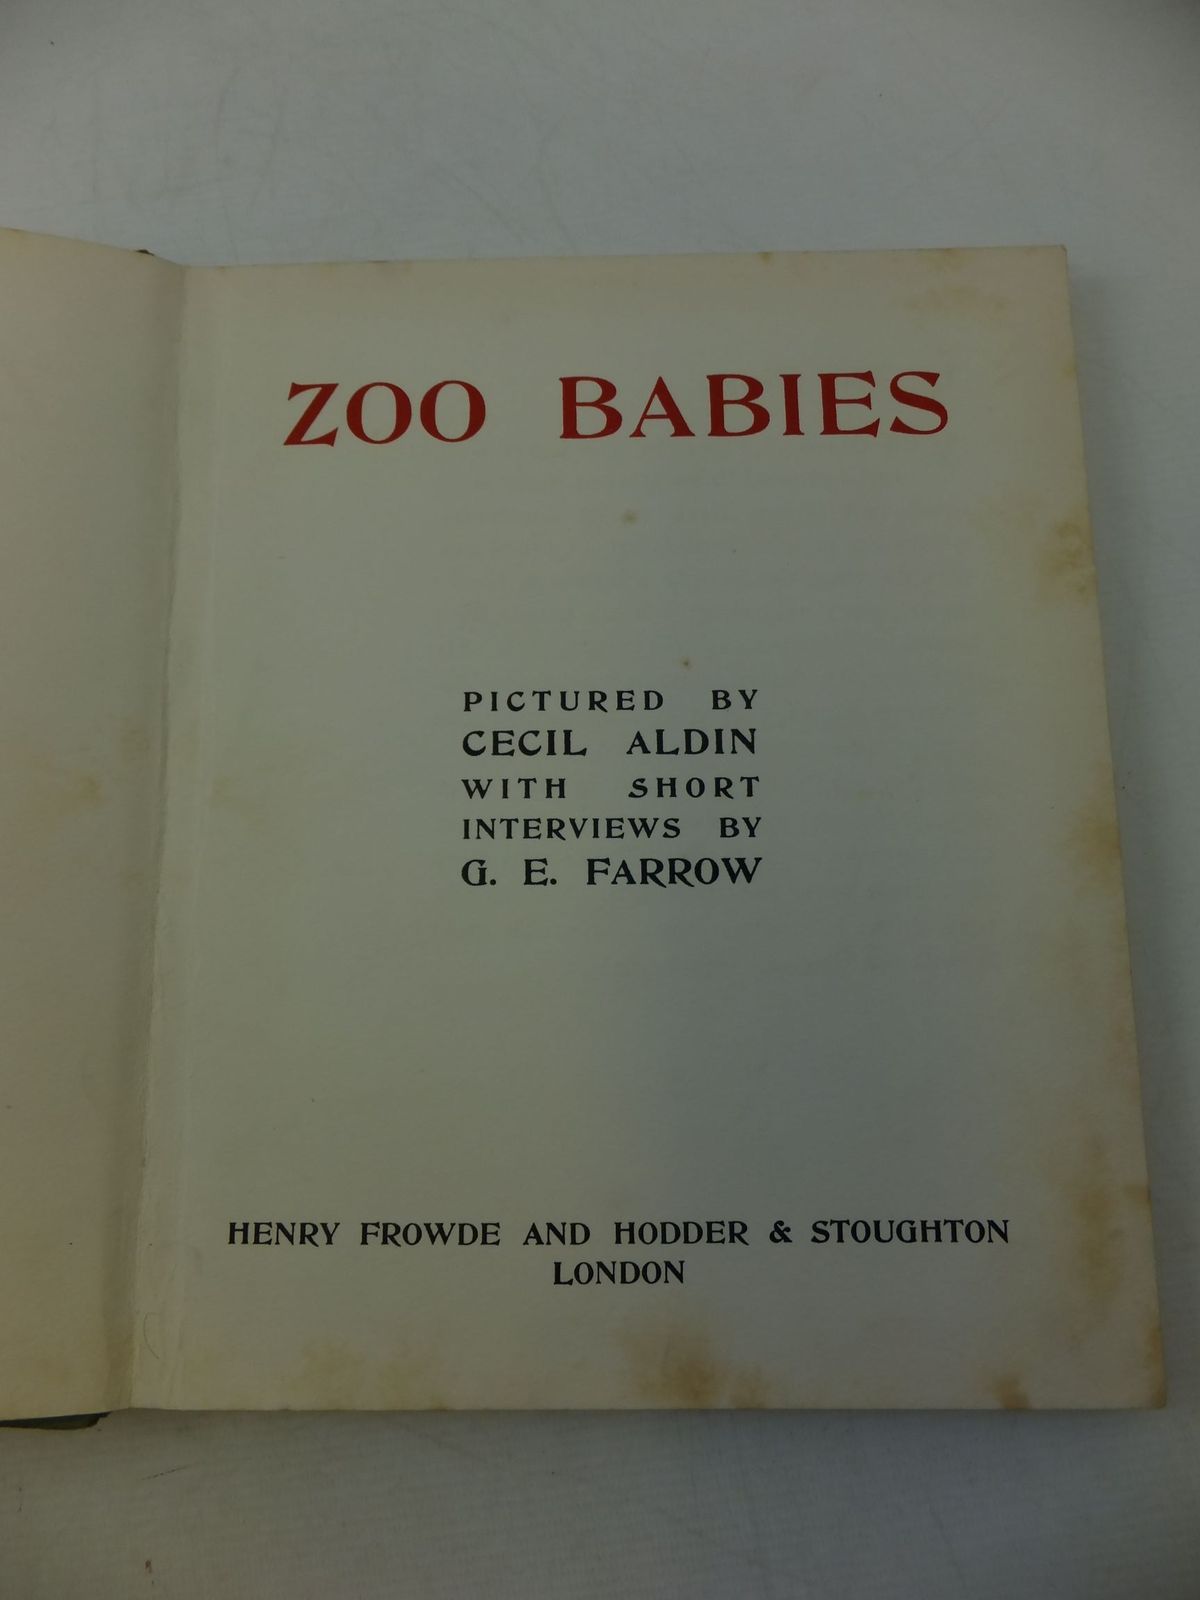 ZOO BABIES
PICTURED BY
CECIL ALDIN
WITH SHORT
INTERVIEWS BY
G. E. FARROW
HENRY FROWDE AND HODDER & STOUGHTON
LONDON